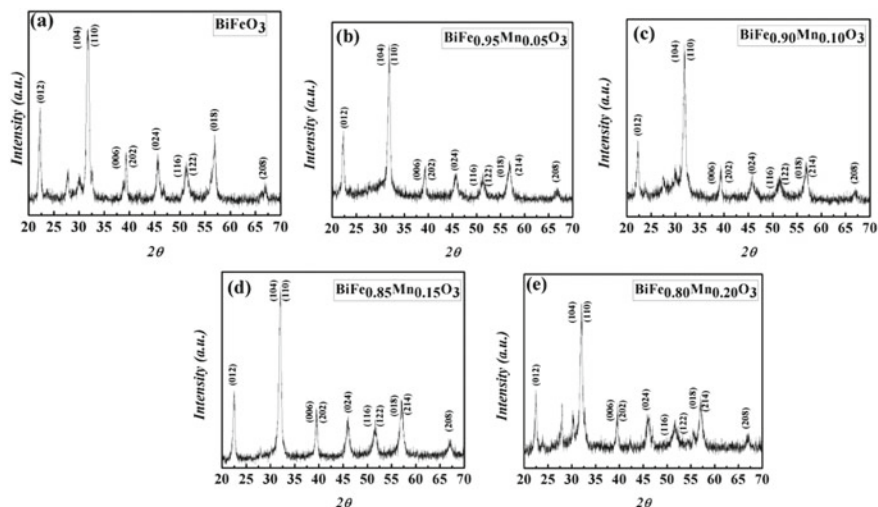 (a)
BiFeO3
Intensity (a.u.)
(012)
(104)
(110)
(006)
(202)
(024)
(116)
(122)
(018)
(208)
20 25 30 35 40 45 50 55 60 65 70
2θ
(b)
BiFe0.95Mn0.05O3
Intensity (a.u.)
(012)
(104)
(110)
(006)
(202)
(024)
(116)
(122)
(018)
(214)
(208)
20 25 30 35 40 45 50 55 60 65 70
2θ
(c)
BiFe0.90Mn0.10O3
Intensity (a.u.)
(012)
(104)
(110)
(006)
(202)
(024)
(116)
(122)
(018)
(214)
(208)
20 25 30 35 40 45 50 55 60 65 70
2θ
(d)
BiFe0.85Mn0.15O3
Intensity (a.u.)
(012)
(104)
(110)
(006)
(202)
(024)
(116)
(122)
(018)
(214)
(208)
20 25 30 35 40 45 50 55 60 65 70
2θ
(e)
BiFe0.80Mn0.20O3
Intensity (a.u.)
(012)
(104)
(110)
(006)
(202)
(024)
(116)
(122)
(018)
(214)
(208)
20 25 30 35 40 45 50 55 60 65 70
2θ